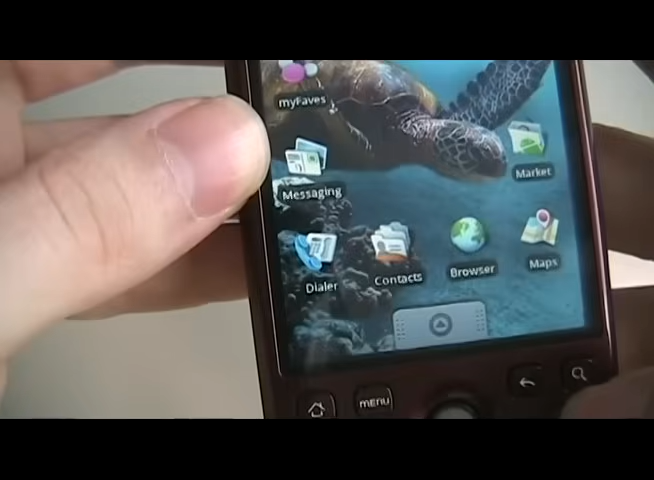 myFaves
Market
Messaging
Dialer
Contacts
Browser
Maps
MENU